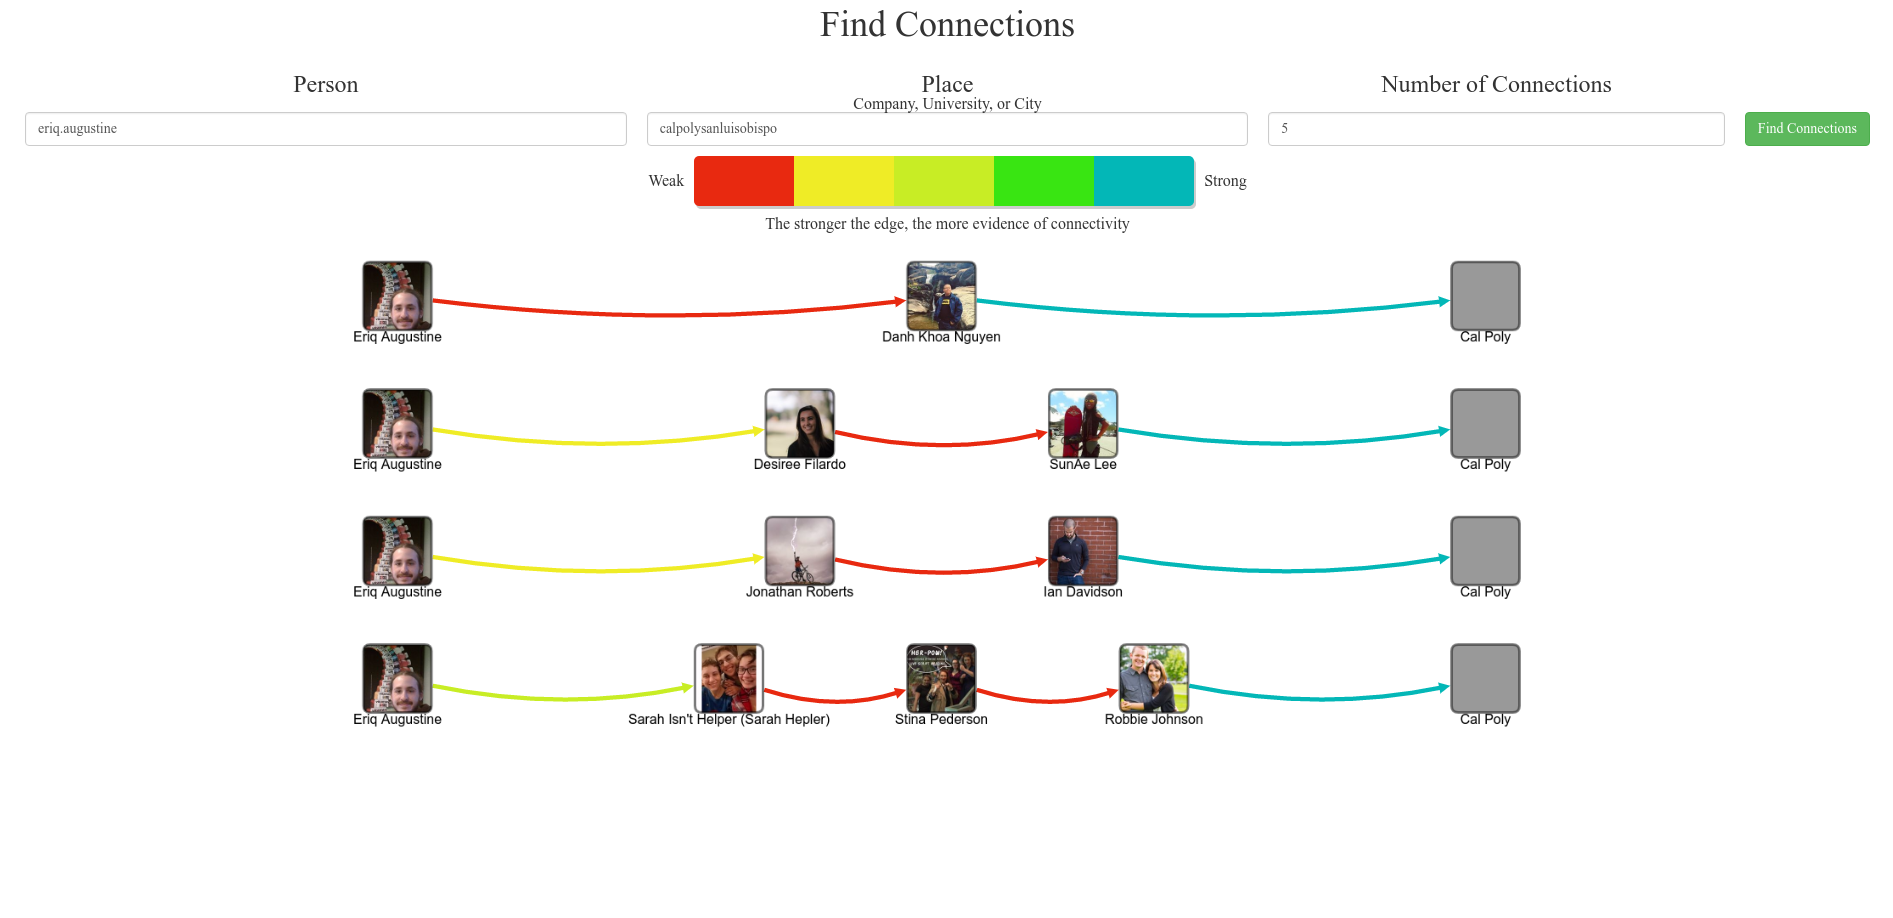 Find Connections
Person
Place
Number of Connections
Company, University, or City
eriq.augustine
calpolysanluisobispo
5
Find Connections
Weak
Strong
The stronger the edge, the more evidence of connectivity
Eriq Augustine
Danh Khoa Nguyen
Cal Poly
Eriq Augustine
Desiree Filardo
SunAe Lee
Cal Poly
Eriq Augustine
Jonathan Roberts
Ian Davidson
Cal Poly
HER-POW!
Eriq Augustine
Sarah Isn't Helper (Sarah Hepler)
Stina Pederson
Robbie Johnson
Cal Poly